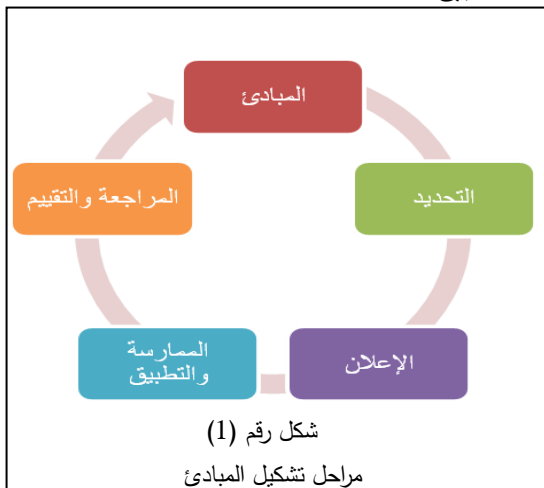 المبادئ
التحديد
الإعلان
الممارسة
والتطبيق
المراجعة والتقييم
شكل رقم (1)
مراحل تشكيل المبادئ